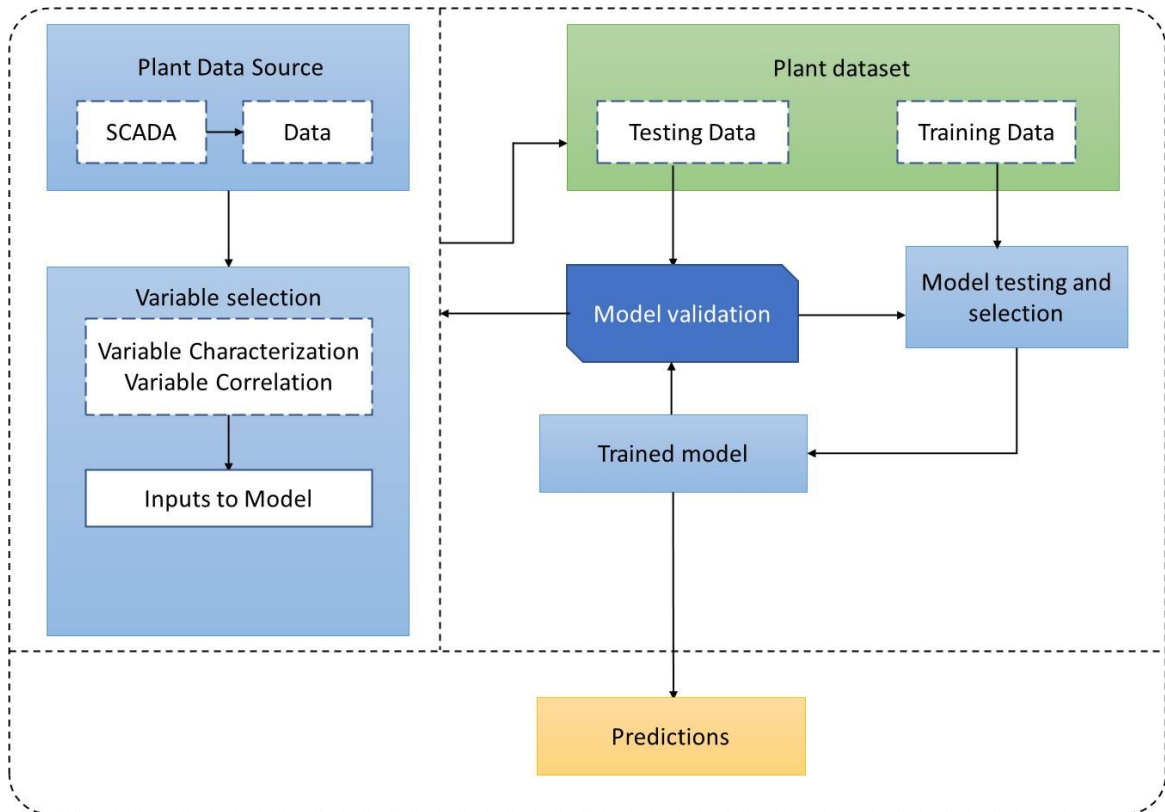 Plant Data Source
SCADA
Data
Variable selection
Variable Characterization
Variable Correlation
Inputs to Model
Plant dataset
Testing Data
Training Data
Model validation
Model testing and
selection
Trained model
Predictions